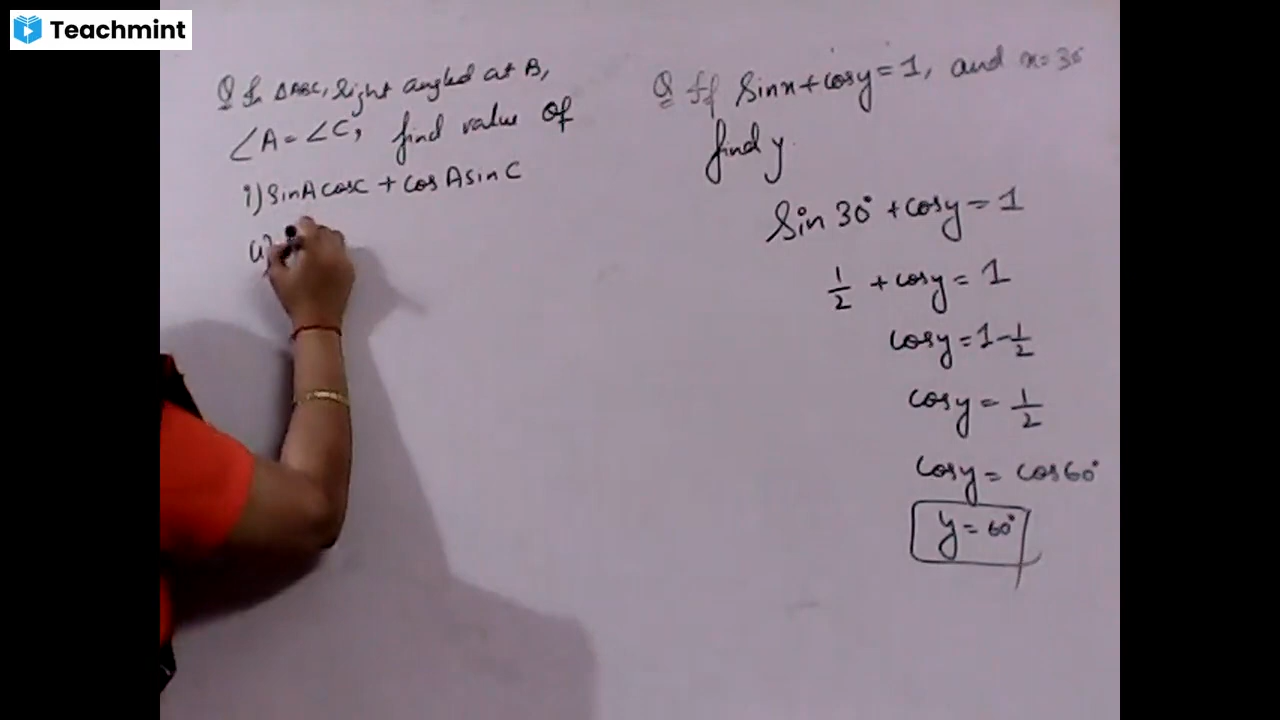 Teachmint
Q In ΔABC, right angled at B,
∠A = ∠C, find value of
i) sinA cosC + cosA sinC
ii)
Q If sinx + cosy = 1, and x = 30
find y.
Sin 30° + cosy = 1
1/2 + cosy = 1
cosy = 1 - 1/2
cosy = 1/2
cosy = cos60°
y = 60°